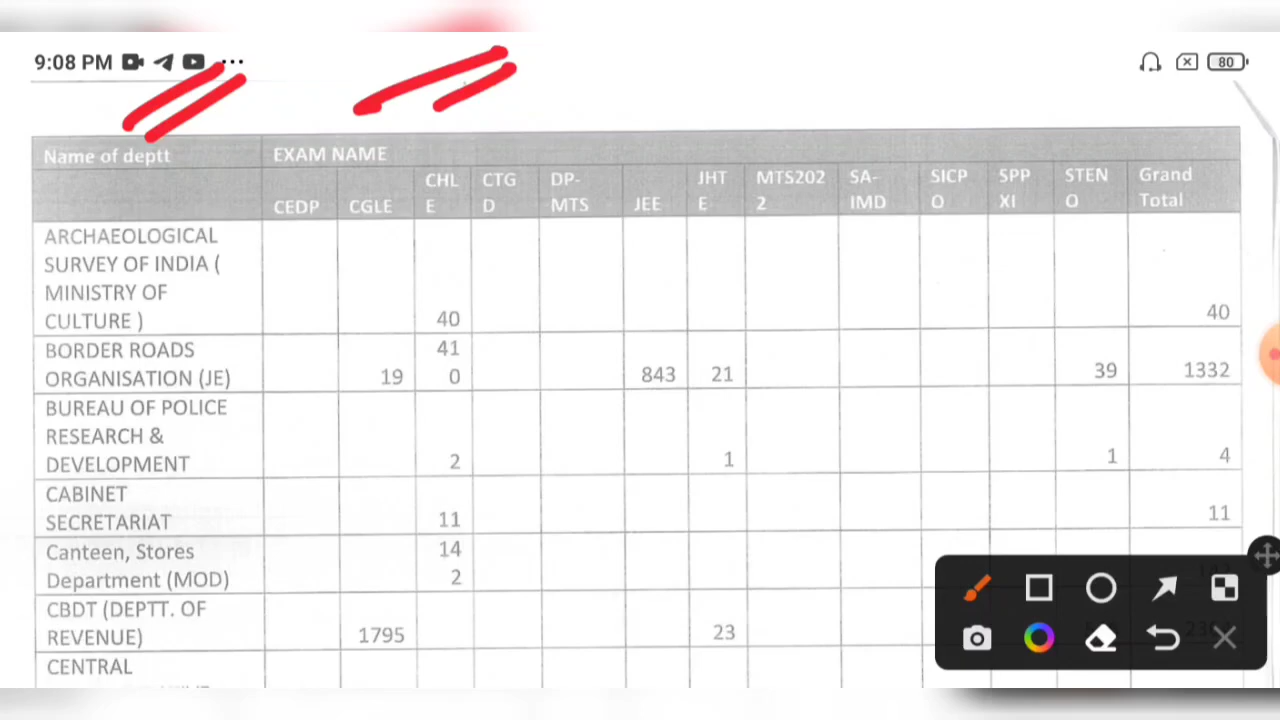 9:08 PM ... 80
Name of deptt EXAM NAME
CEDP CGLE CHLE CTGD DP-MTS JEE JHTE MTS2022 SA-IMD SICPO SPPXI STENO Grand Total
ARCHAEOLOGICAL
SURVEY OF INDIA (
MINISTRY OF
CULTURE ) 40 40
BORDER ROADS
ORGANISATION (JE) 19 410 843 21 39 1332
BUREAU OF POLICE
RESEARCH &
DEVELOPMENT 2 1 1 4
CABINET
SECRETARIAT 11 11
Canteen, Stores
Department (MOD) 142
CBDT (DEPTT. OF
REVENUE) 1795 23
CENTRAL